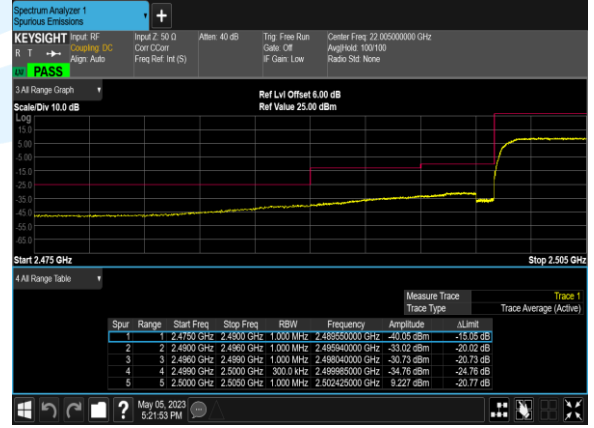 Spectrum Analyzer 1
Spurious Emissions
+
KEYSIGHT Input: RF Input Z: 50 Ω Atten: 40 dB Trig: Free Run Center Freq: 22.005000000 GHz
R T Coupling: DC Corr CCorr Gate: Off Avg|Hold: 100/100
Align: Auto Freq Ref: Int (S) IF Gain: Low Radio Std: None
PASS
3 All Range Graph
Ref Lvl Offset 6.00 dB
Scale/Div 10.0 dB Ref Value 25.00 dBm
Log
15.0
5.00
-5.00
-15.0
-25.0
-35.0
-45.0
-55.0
-65.0
Start 2.475 GHz Stop 2.505 GHz
4 All Range Table
Measure Trace Trace 1
Trace Type Trace Average (Active)
Spur Range Start Freq Stop Freq RBW Frequency Amplitude ΔLimit
1 1 2.4750 GHz 2.4900 GHz 1.000 MHz 2.489550000 GHz -40.05 dBm -15.05 dB
2 2 2.4900 GHz 2.4960 GHz 1.000 MHz 2.495940000 GHz -33.02 dBm -20.02 dB
3 3 2.4960 GHz 2.4990 GHz 1.000 MHz 2.498040000 GHz -30.73 dBm -20.73 dB
4 4 2.4990 GHz 2.5000 GHz 300.0 kHz 2.499985000 GHz -34.76 dBm -24.76 dB
5 5 2.5000 GHz 2.5050 GHz 1.000 MHz 2.502425000 GHz 9.227 dBm -20.77 dB
? May 05, 2023
5:21:53 PM